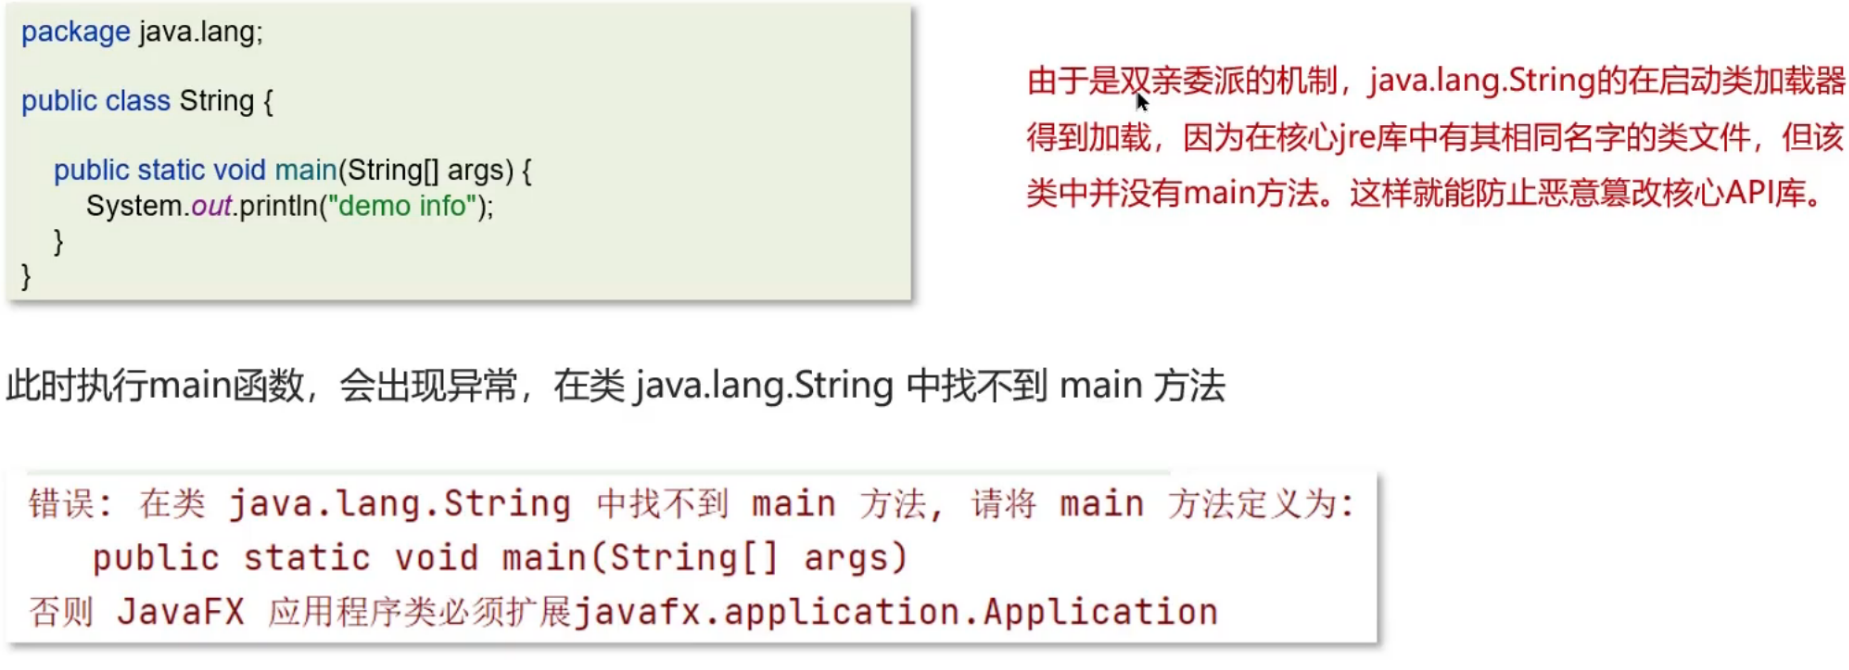 package java.lang;
public class String {
public static void main(String[] args) {
System.out.println("demo info");
}
}
由于是双亲委派的机制，java.lang.String的在启动类加载器
得到加载，因为在核心jre库中有其相同名字的类文件，但该
类中并没有main方法。这样就能防止恶意篡改核心API库。
此时执行main函数，会出现异常，在类 java.lang.String 中找不到 main 方法
错误: 在类 java.lang.String 中找不到 main 方法, 请将 main 方法定义为:
public static void main(String[] args)
否则 JavaFX 应用程序类必须扩展javafx.application.Application